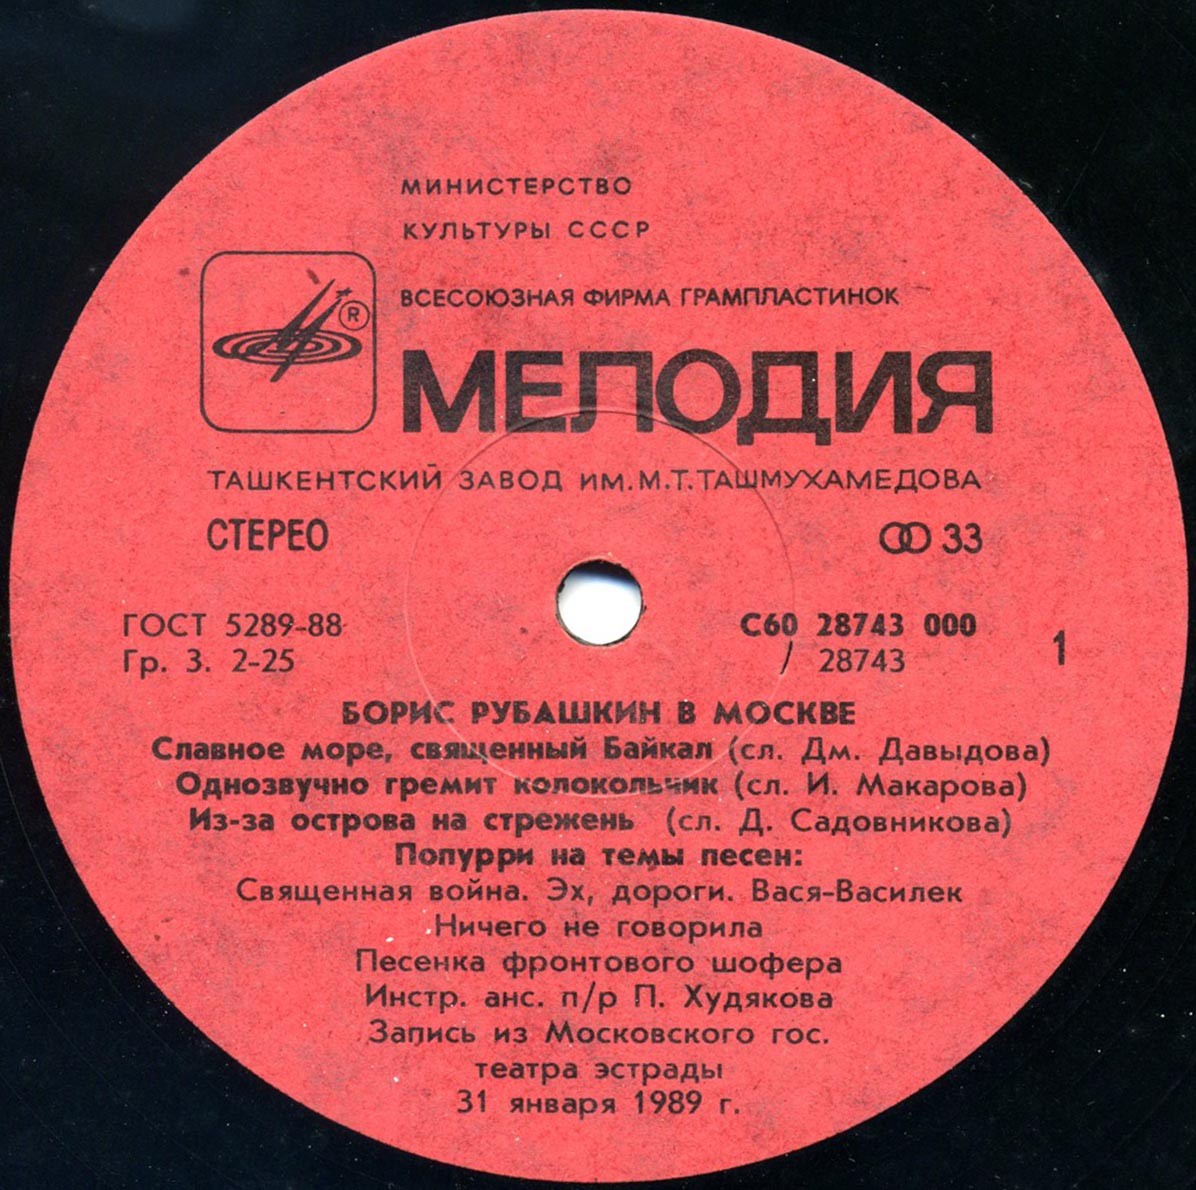 МИНИСТЕРСТВО
КУЛЬТУРЫ СССР
ВСЕСОЮЗНАЯ ФИРМА ГРАМПЛАСТИНОК
®
МЕЛОДИЯ
ТАШКЕНТСКИЙ ЗАВОД ИМ. М.Т. ТАШМУХАМЕДОВА
СТЕРЕО 33
ГОСТ 5289-88 С60 28743 000
Гр. 3. 2-25 / 28743 1
БОРИС РУБАШКИН В МОСКВЕ
Славное море, священный Байкал (сл. Дм. Давыдова)
Однозвучно гремит колокольчик (сл. И. Макарова)
Из-за острова на стрежень (сл. Д. Садовникова)
Попурри на темы песен:
Священная война. Эх, дороги. Вася-Василек
Ничего не говорила
Песенка фронтового шофера
Инстр. анс. п/р П. Худякова
Запись из Московского гос.
театра эстрады
31 января 1989 г.